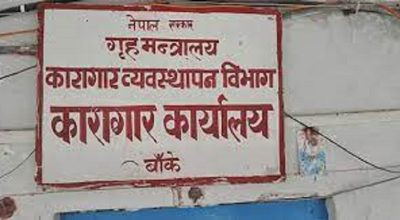 नेपाल सरकार
गृह मन्त्रालय
कारागार व्यवस्थापन विभाग
कारागार कार्यालय
बाँके